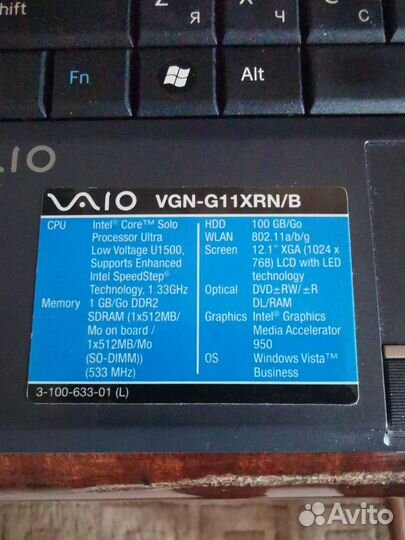 Shift
Z Я
X Ч
C С
Fn
Alt
VAIO
VAIO VGN-G11XRN/B
CPU Intel® Core™ Solo
Processor Ultra
Low Voltage U1500,
Supports Enhanced
Intel SpeedStep®
Technology, 1.33GHz
Memory 1 GB/Go DDR2
SDRAM (1x512MB/
Mo on board /
1x512MB/Mo
(SO-DIMM))
(533 MHz)
HDD 100 GB/Go
WLAN 802.11a/b/g
Screen 12.1" XGA (1024 x
768) LCD with LED
technology
Optical DVD±RW/±R
DL/RAM
Graphics Intel® Graphics
Media Accelerator
950
OS Windows Vista™
Business
3-100-633-01 (L)
Avito